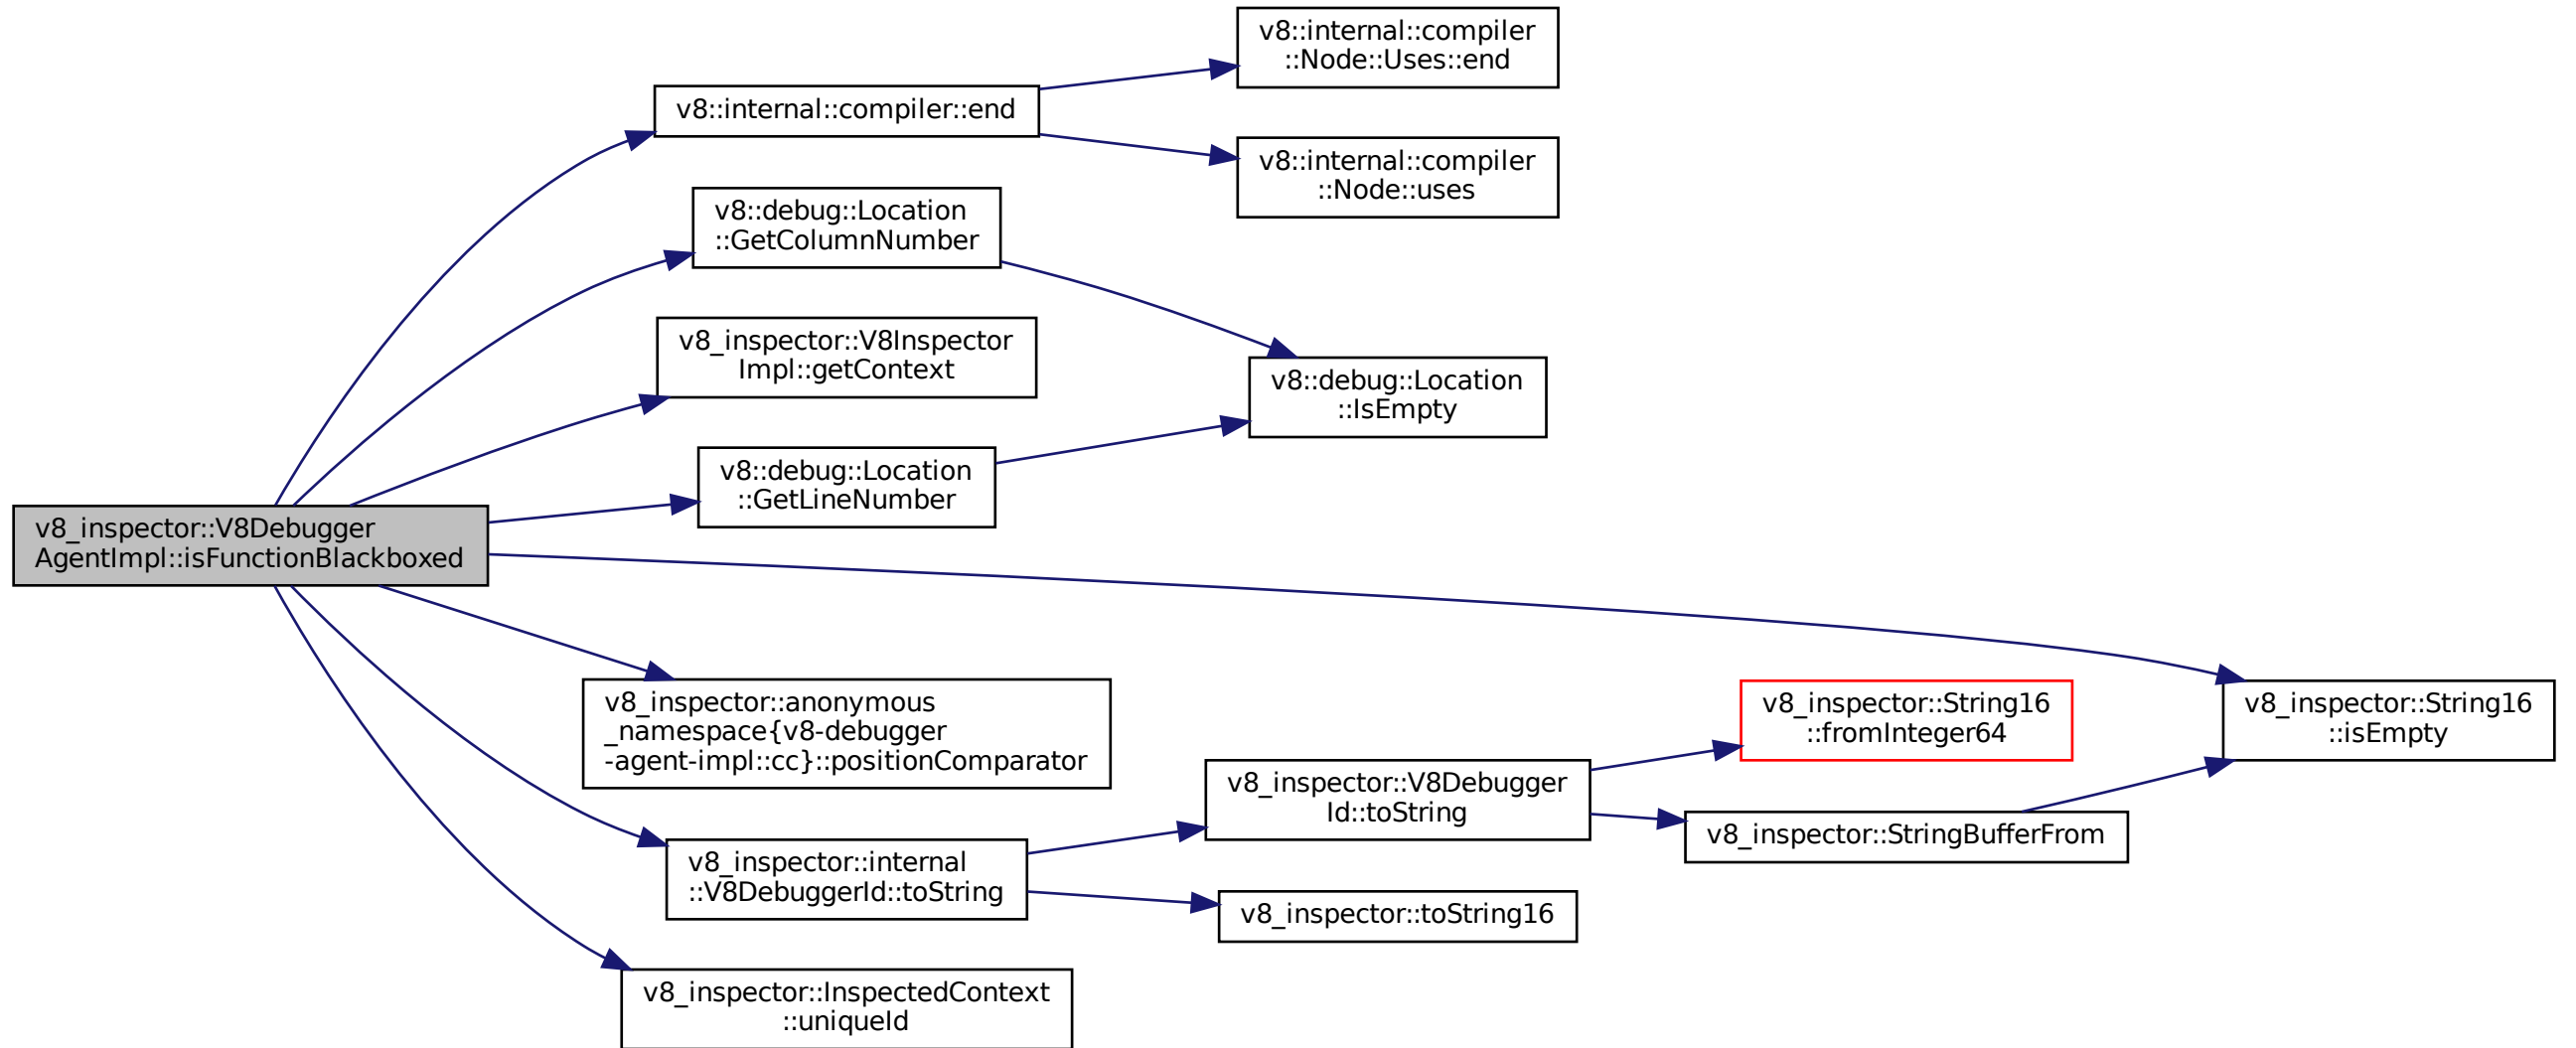 v8::internal::compiler
::Node::Uses::end
v8::internal::compiler::end
v8::internal::compiler
::Node::uses
v8::debug::Location
::GetColumnNumber
v8_inspector::V8Inspector
Impl::getContext
v8::debug::Location
::IsEmpty
v8::debug::Location
::GetLineNumber
v8_inspector::V8Debugger
AgentImpl::isFunctionBlackboxed
v8_inspector::anonymous
_namespace{v8-debugger
-agent-impl::cc}::positionComparator
v8_inspector::String16
::fromInteger64
v8_inspector::String16
::isEmpty
v8_inspector::V8Debugger
Id::toString
v8_inspector::StringBufferFrom
v8_inspector::internal
::V8DebuggerId::toString
v8_inspector::toString16
v8_inspector::InspectedContext
::uniqueId